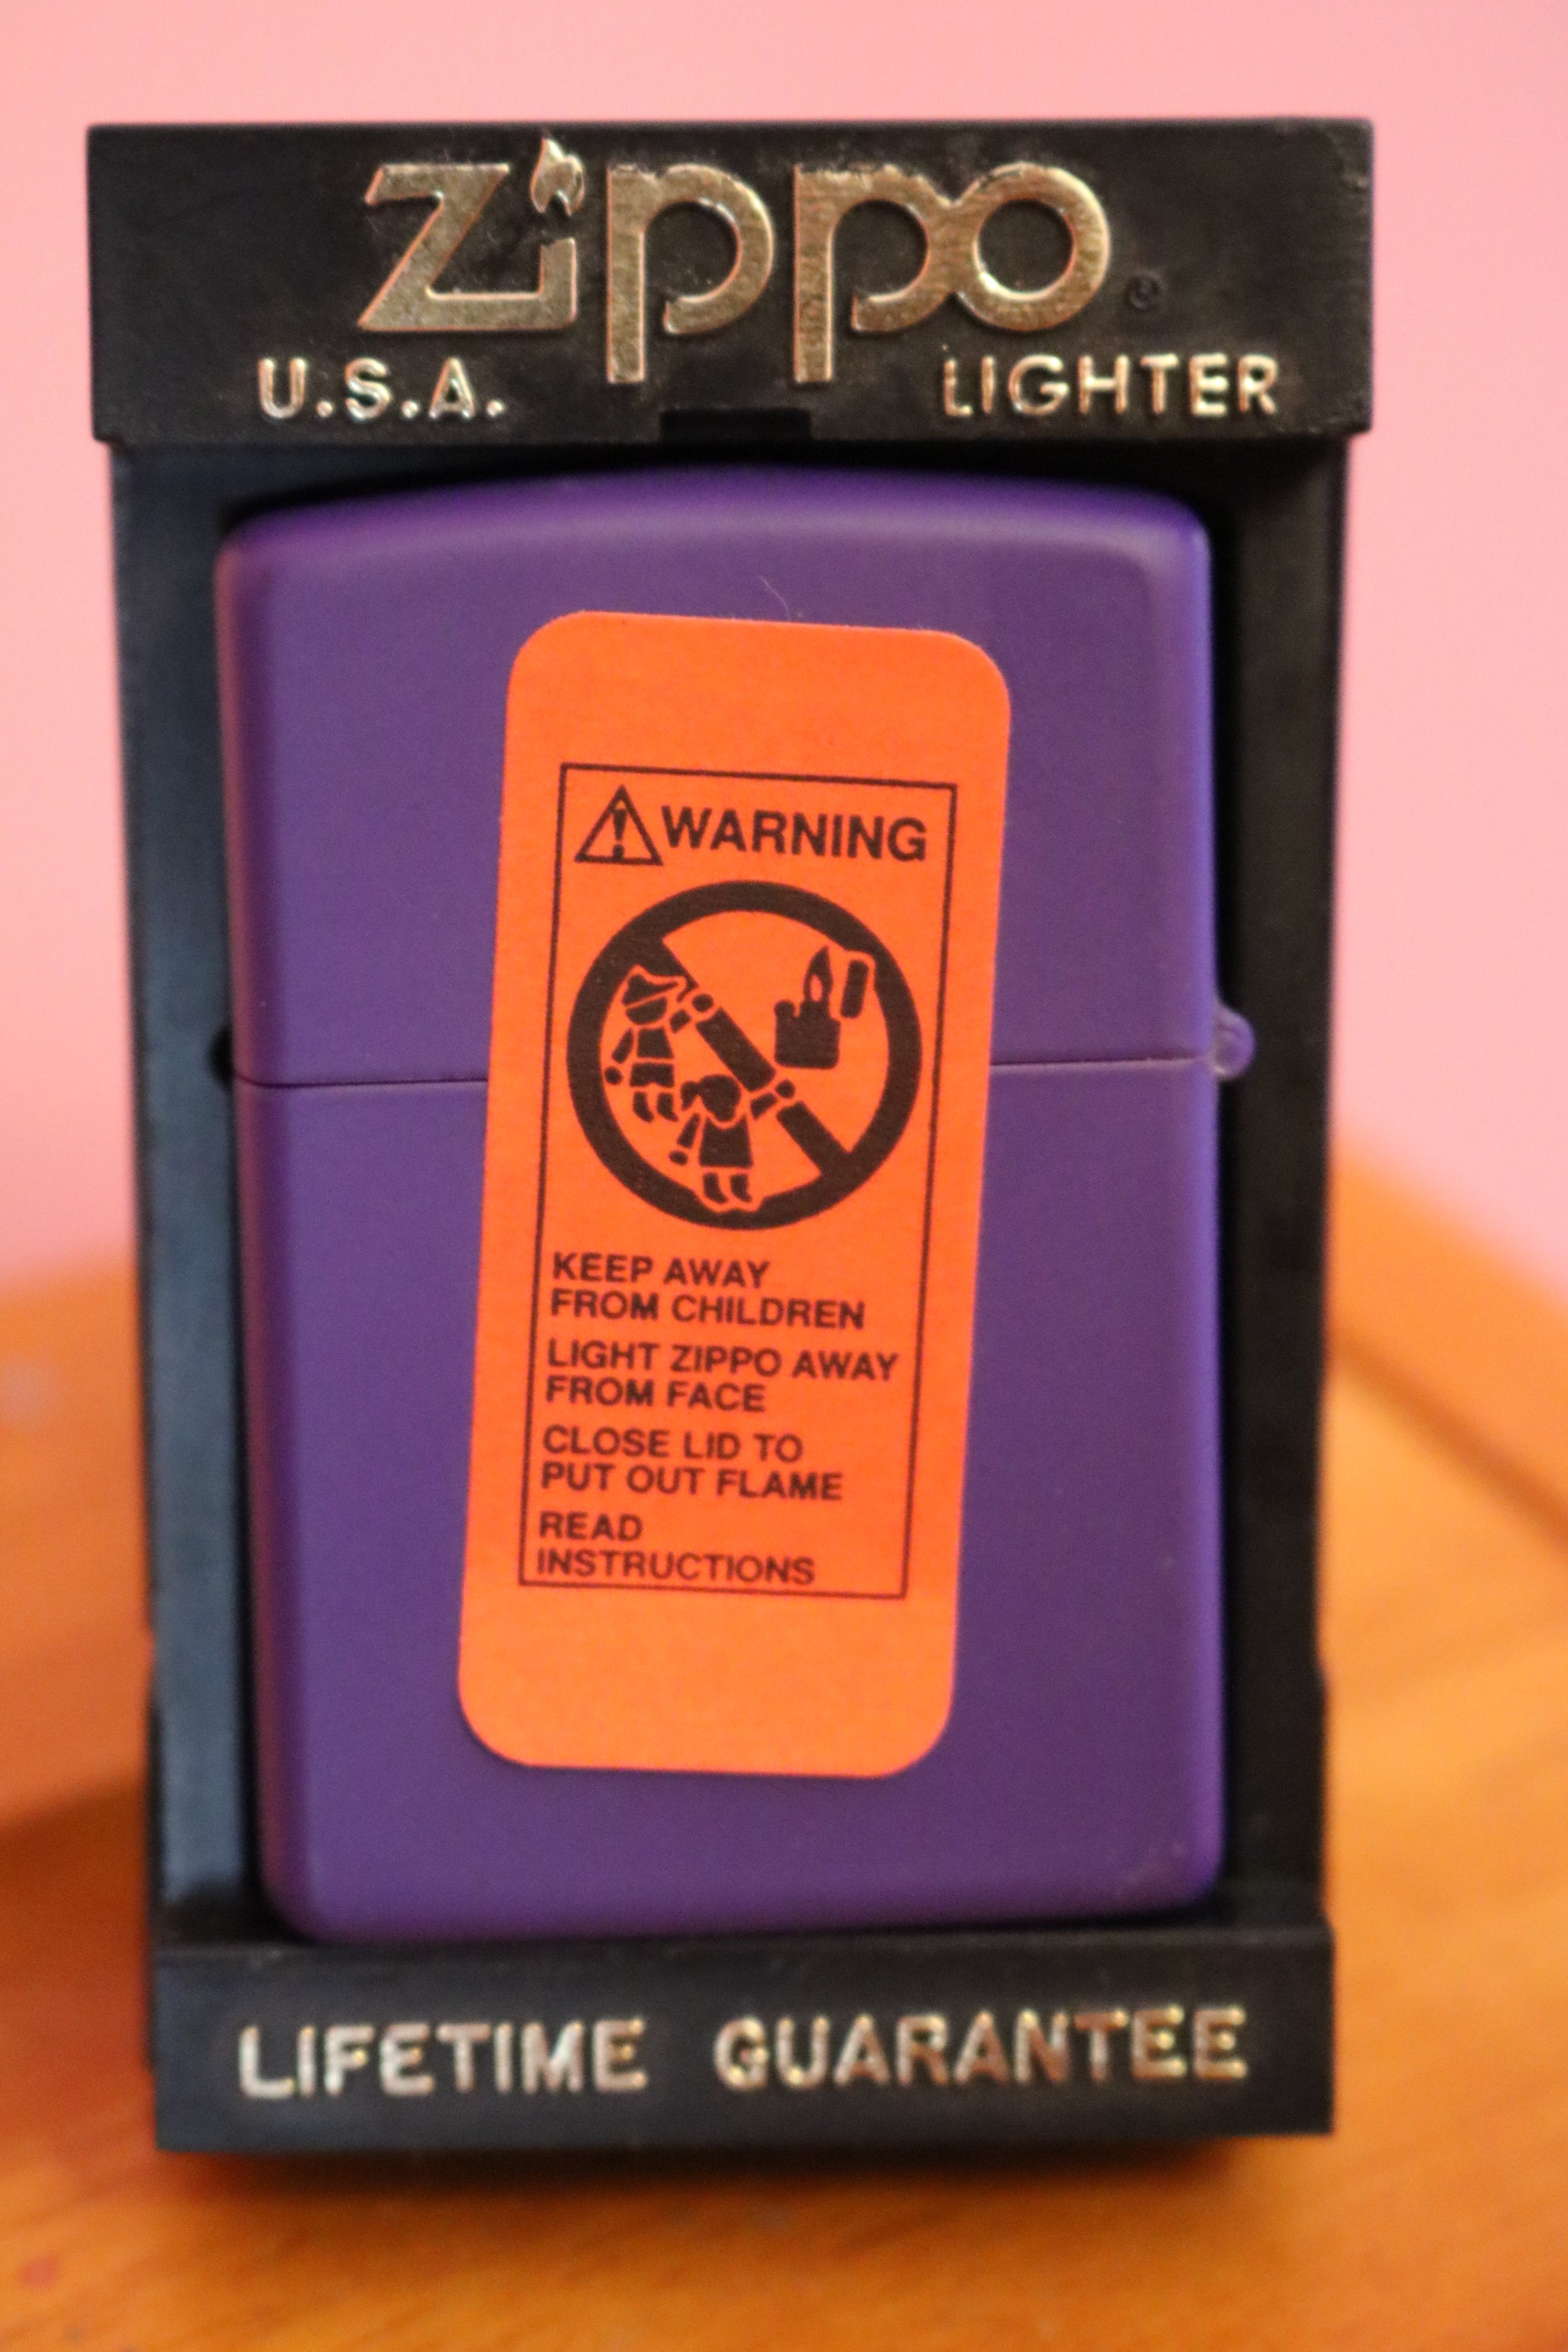 Zippo
U.S.A. LIGHTER
WARNING
KEEP AWAY
FROM CHILDREN
LIGHT ZIPPO AWAY
FROM FACE
CLOSE LID TO
PUT OUT FLAME
READ
INSTRUCTIONS
LIFETIME GUARANTEE